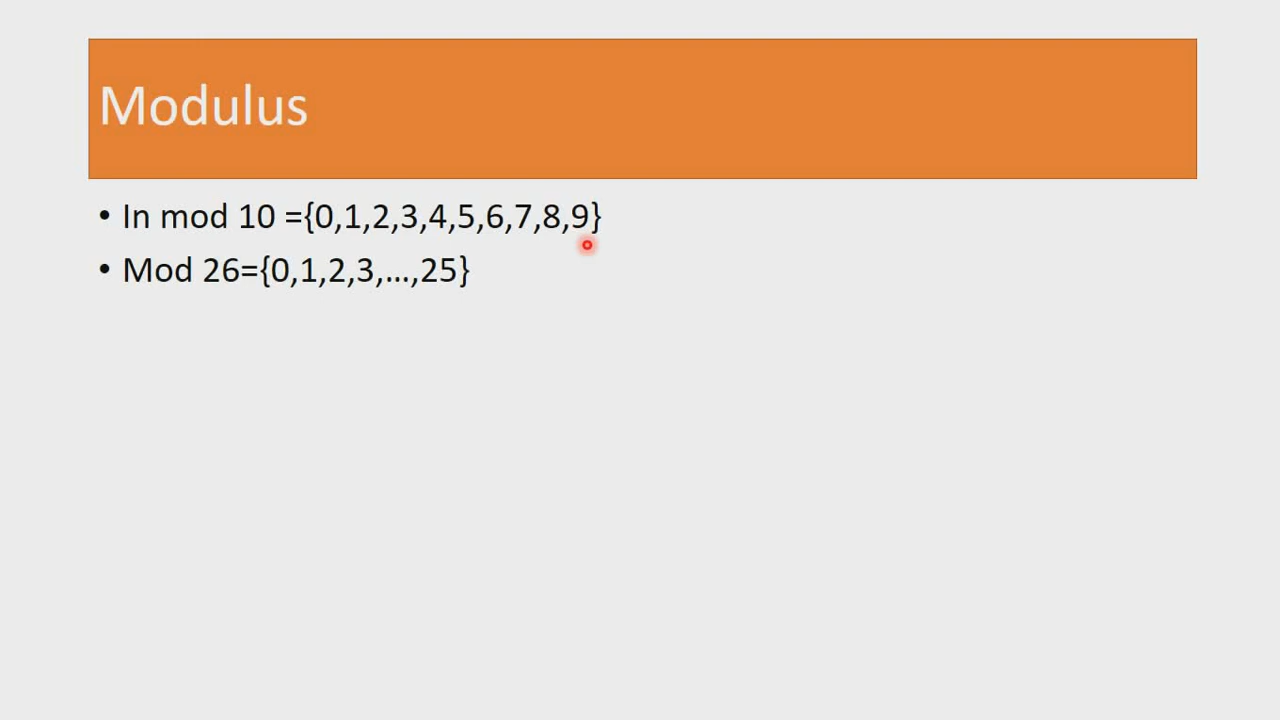 Modulus
• In mod 10 ={0,1,2,3,4,5,6,7,8,9}
• Mod 26={0,1,2,3,...,25}